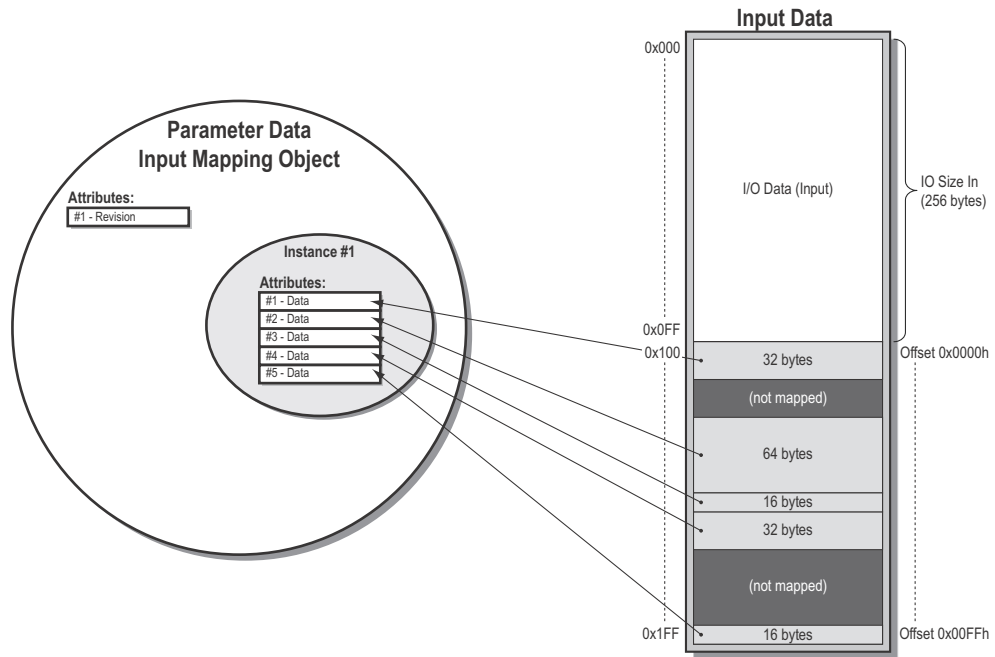 Parameter Data
Input Mapping Object
Attributes:
#1 - Revision
Instance #1
Attributes:
#1 - Data
#2 - Data
#3 - Data
#4 - Data
#5 - Data
Input Data
0x000
I/O Data (Input)
IO Size In
(256 bytes)
0x0FF
0x100
32 bytes
Offset 0x0000h
(not mapped)
64 bytes
16 bytes
32 bytes
(not mapped)
0x1FF
16 bytes
Offset 0x00FFh